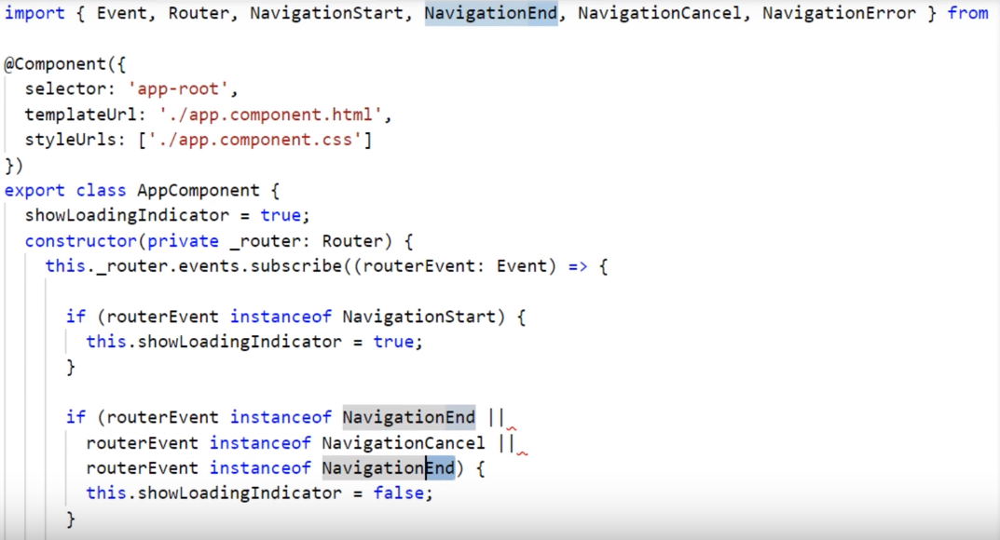 import { Event, Router, NavigationStart, NavigationEnd, NavigationCancel, NavigationError } from
@Component({
selector: 'app-root',
templateUrl: './app.component.html',
styleUrls: ['./app.component.css']
})
export class AppComponent {
showLoadingIndicator = true;
constructor(private _router: Router) {
this._router.events.subscribe((routerEvent: Event) => {
if (routerEvent instanceof NavigationStart) {
this.showLoadingIndicator = true;
}
if (routerEvent instanceof NavigationEnd ||
routerEvent instanceof NavigationCancel ||
routerEvent instanceof NavigationEnd) {
this.showLoadingIndicator = false;
}